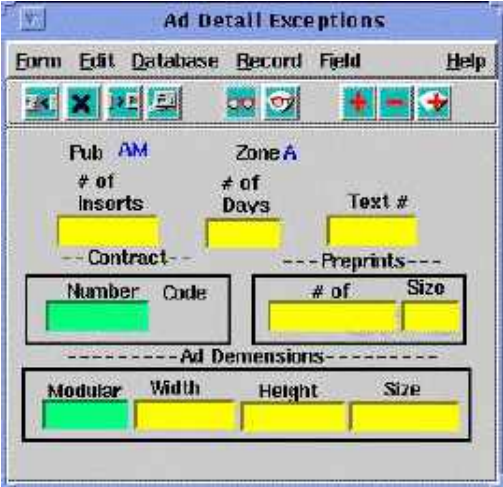 Ad Detail Exceptions
Form Edit Database Record Field Help
Pub AM Zone A
# of Inserts # of Days Text #
--Contract-- ---Preprints---
Number Code # of Size
---------Ad Demensions---------
Modular Width Height Size